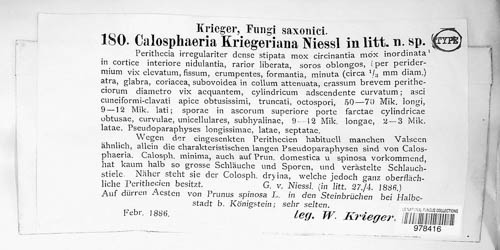 Krieger, Fungi saxonici.
180. Calosphaeria Kriegeriana Niessl in litt. n. sp.
TYPE
Perithecia irregulariter dense stipata mox circinantia mox inordinata
in cortice interiore nidulantia, rarior liberata, soros oblongos, per perider-
mium vix elevatum, fissum, crumpentes, formantia, minuta (circa 1/3 mm diam.)
atra, glabra, coriacea, subovoidea in collum attenuata, crassum brevem perithe-
ciorum diametro vix acquantem, cylindricum adscendente curvatum; asci
cuneiformi-clavati apice obtusissimi, truncati, octospori, 50—70 Mik. longi,
9—12 Mik. lati; sporae in ascorum superiore porte farctae cylindricae
obtusae, curvulae, unicellulares, subhyalinae, 9—12 Mik. longae, 2—3 Mik.
latae. Pseudoparaphyses longissimae, latae, septatae.
Wegen der eingesenkten Perithecien habituell manchen Valseen
ähnlich, allein die charakteristischen langen Pseudoparaphysen sind von Calos-
phaeria. Calosph. minima, auch auf Prun. domestica u spinosa vorkommend,
hat kaum halb so grosse Schläuche und Sporen, und verästelte Schlauch-
stiele. Näher steht sie der Calosph. dryina, welche jedoch ganz oberfläch-
liche Perithecien besitzt. G. v. Niessl. (in litt. 27./4. 1886.)
Auf dürren Aesten von Prunus spinosa L. in den Steinbrüchen bei Halbe-
stadt b. Königstein; sehr selten.
Febr. 1886. leg. W. Krieger.
978416